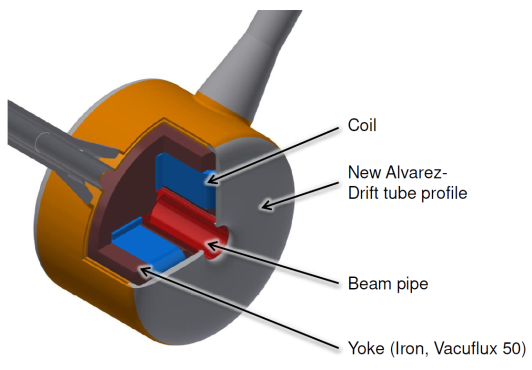 Coil
New Alvarez-
Drift tube profile
Beam pipe
Yoke (Iron, Vacuflux 50)